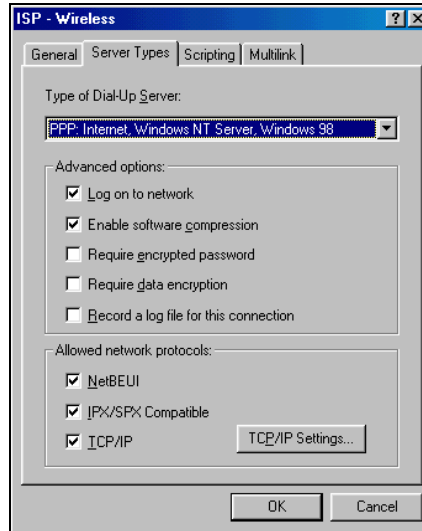 ISP - Wireless
General Server Types Scripting Multilink
Type of Dial-Up Server:
PPP: Internet, Windows NT Server, Windows 98
Advanced options:
Log on to network
Enable software compression
Require encrypted password
Require data encryption
Record a log file for this connection
Allowed network protocols:
NetBEUI
IPX/SPX Compatible
TCP/IP TCP/IP Settings...
OK Cancel